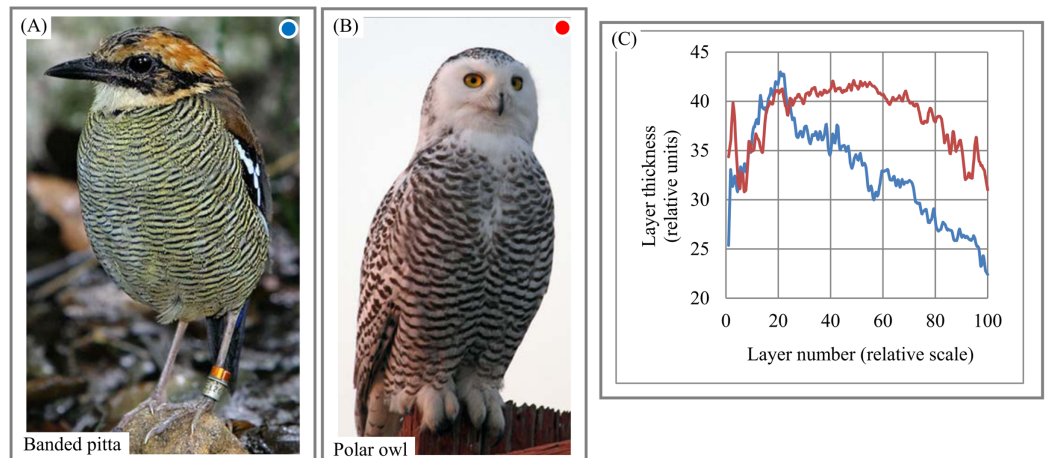 (A)
Banded pitta
(B)
Polar owl
(C)
Layer thickness
(relative units)
45
40
35
30
25
20
0 20 40 60 80 100
Layer number (relative scale)